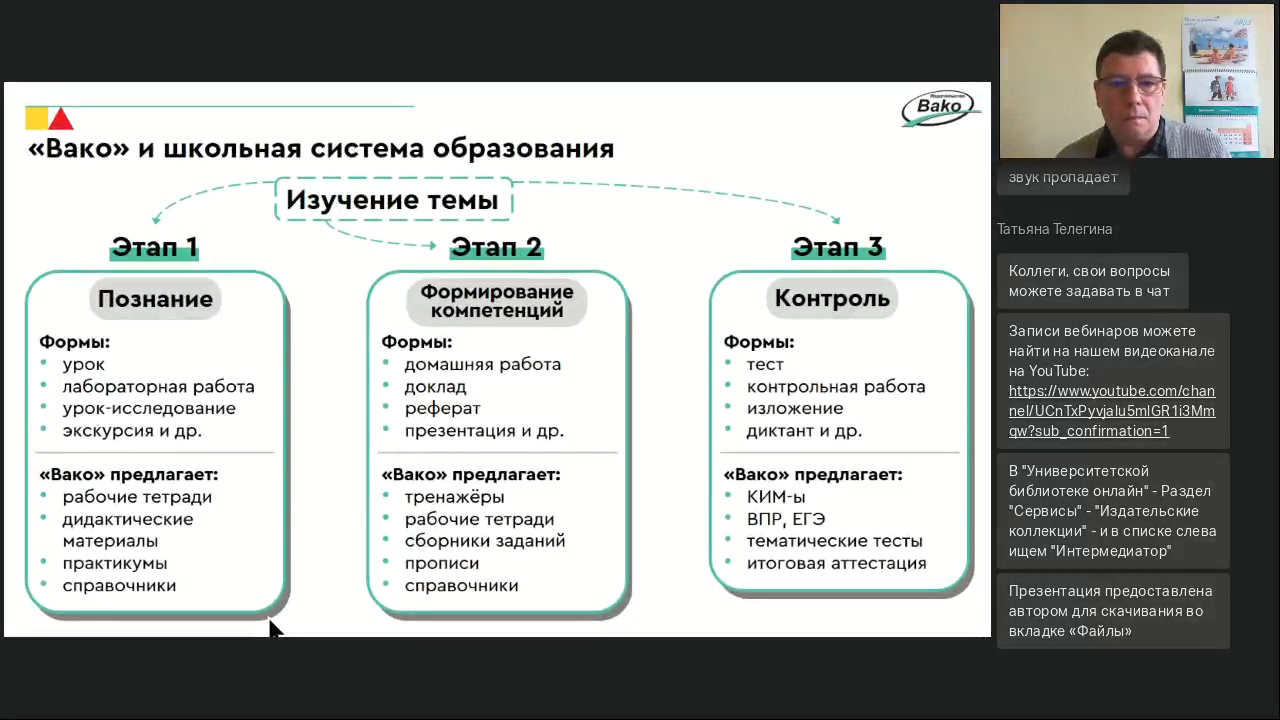 Издательство
Вако
«Вако» и школьная система образования
Изучение темы
Этап 1
Познание
Формы:
• урок
• лабораторная работа
• урок-исследование
• экскурсия и др.
«Вако» предлагает:
• рабочие тетради
• дидактические
материалы
• практикумы
• справочники
Этап 2
Формирование
компетенций
Формы:
• домашняя работа
• доклад
• реферат
• презентация и др.
«Вако» предлагает:
• тренажёры
• рабочие тетради
• сборники заданий
• прописи
• справочники
Этап 3
Контроль
Формы:
• тест
• контрольная работа
• изложение
• диктант и др.
«Вако» предлагает:
• КИМ-ы
• ВПР, ЕГЭ
• тематические тесты
• итоговая аттестация
звук пропадает
Татьяна Телегина
Коллеги, свои вопросы
можете задавать в чат
Записи вебинаров можете
найти на нашем видеоканале
на YouTube:
https://www.youtube.com/chan
nel/UCnTxPyvjalu5mlGR1i3Mm
qw?sub_confirmation=1
В "Университетской
библиотеке онлайн" - Раздел
"Сервисы" - "Издательские
коллекции" - и в списке слева
ищем "Интермедиатор"
Презентация предоставлена
автором для скачивания во
вкладке «Файлы»